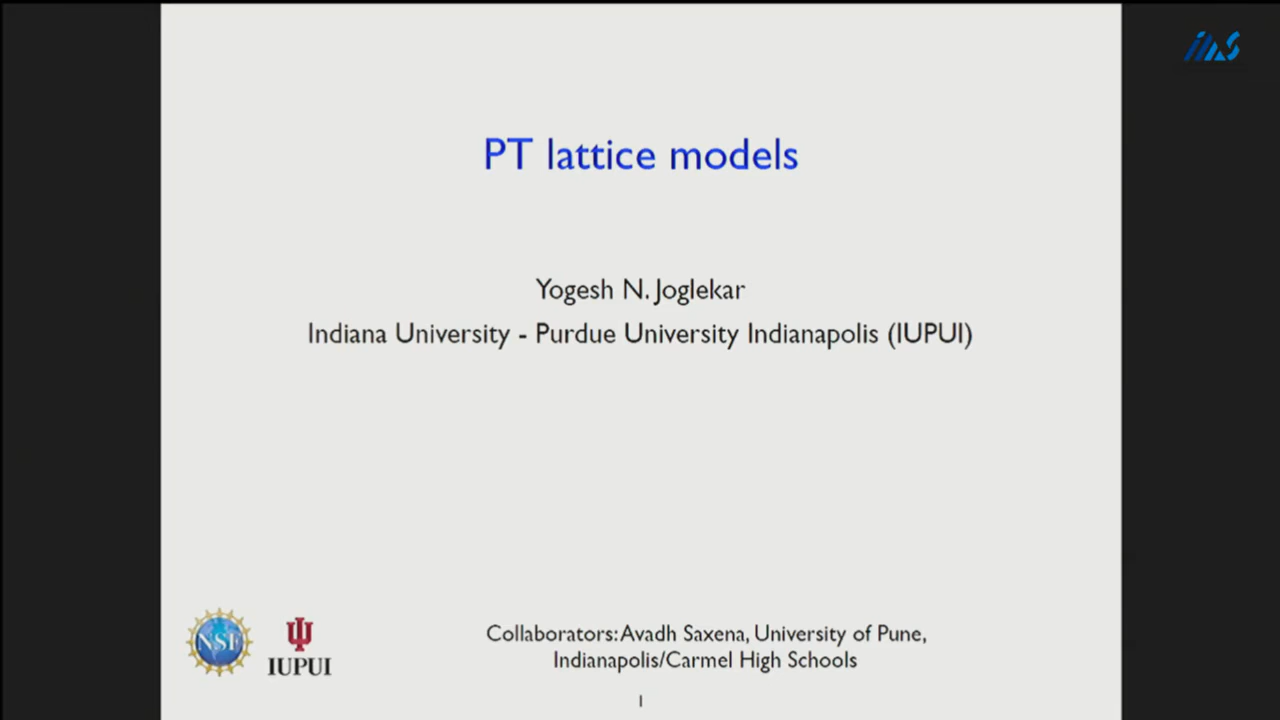 IMS
PT lattice models
Yogesh N. Joglekar
Indiana University - Purdue University Indianapolis (IUPUI)
NSF
IUPUI
Collaborators: Avadh Saxena, University of Pune,
Indianapolis/Carmel High Schools
1